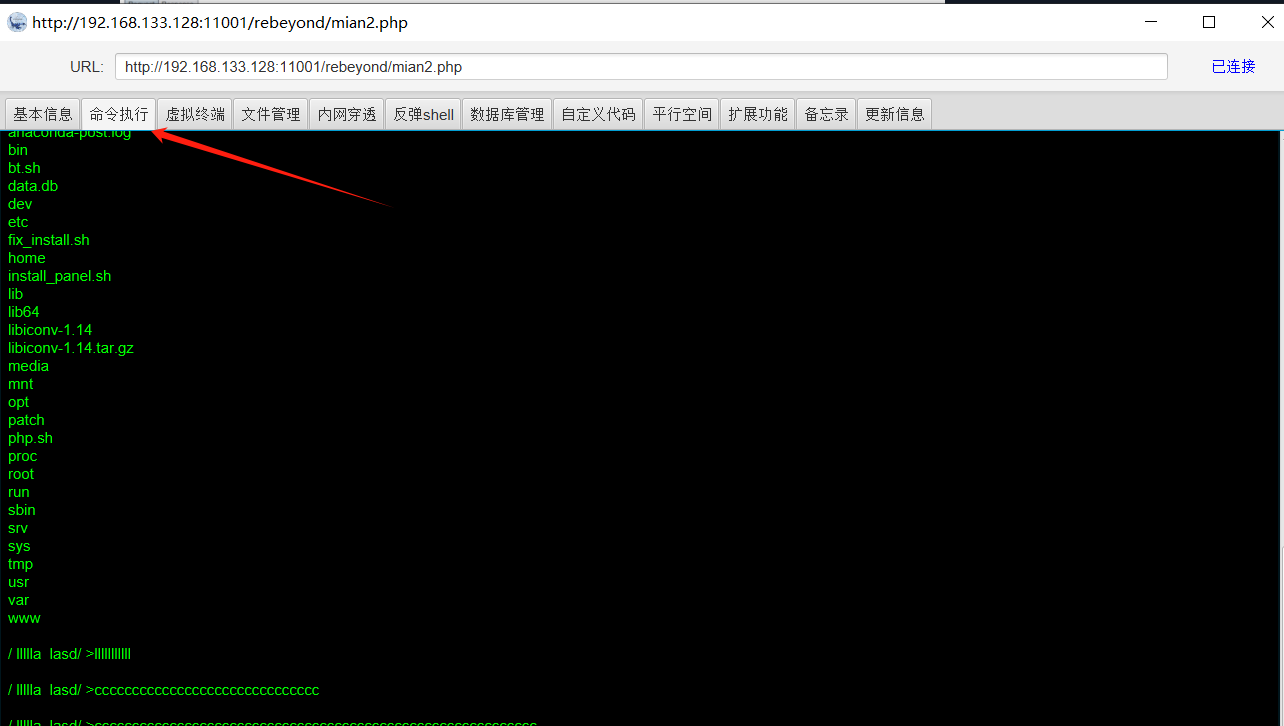 http://192.168.133.128:11001/rebeyond/mian2.php
URL: http://192.168.133.128:11001/rebeyond/mian2.php 已连接
基本信息 命令执行 虚拟终端 文件管理 内网穿透 反弹shell 数据库管理 自定义代码 平行空间 扩展功能 备忘录 更新信息
anaconda-post.log
bin
bt.sh
data.db
dev
etc
fix_install.sh
home
install_panel.sh
lib
lib64
libiconv-1.14
libiconv-1.14.tar.gz
media
mnt
opt
patch
php.sh
proc
root
run
sbin
srv
sys
tmp
usr
var
www
/ lllllla lasd/ >lllllllllll
/ lllllla lasd/ >cccccccccccccccccccccccccccccc